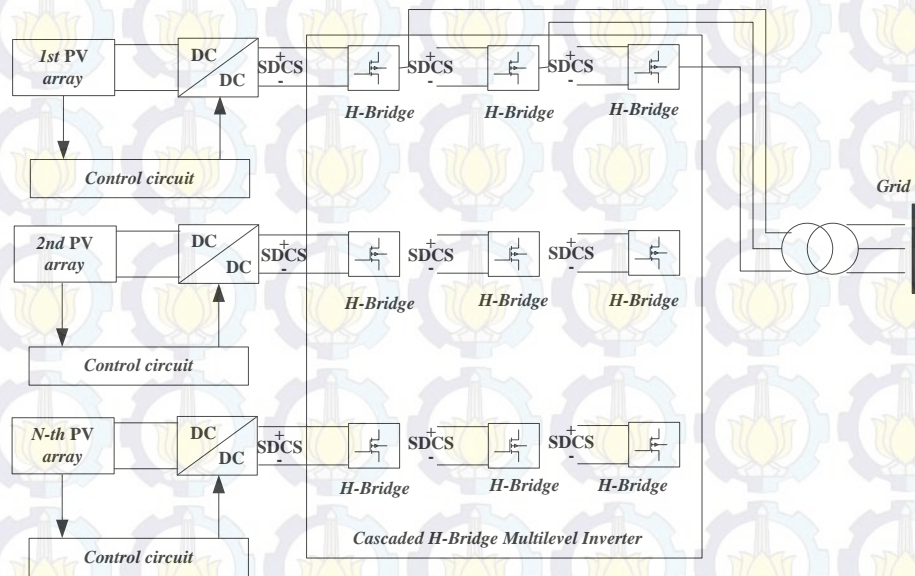 1st PV
array
DC
DC
+
SDCS
-
H-Bridge
+
SDCS
-
H-Bridge
+
SDCS
-
H-Bridge
Control circuit
Grid
2nd PV
array
DC
DC
+
SDCS
-
H-Bridge
+
SDCS
-
H-Bridge
+
SDCS
-
H-Bridge
Control circuit
N-th PV
array
DC
DC
+
SDCS
-
H-Bridge
+
SDCS
-
H-Bridge
+
SDCS
-
H-Bridge
Control circuit
Cascaded H-Bridge Multilevel Inverter